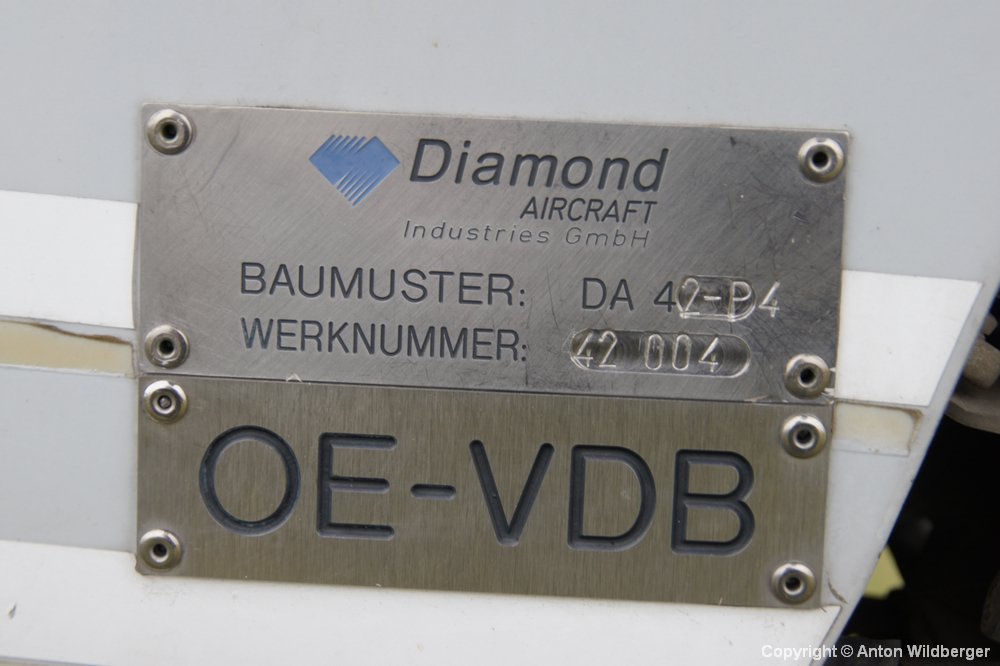 Diamond
AIRCRAFT
Industries GmbH
BAUMUSTER: DA 42-P4
WERKNUMMER: 42 004
OE-VDB
Copyright © Anton Wildberger